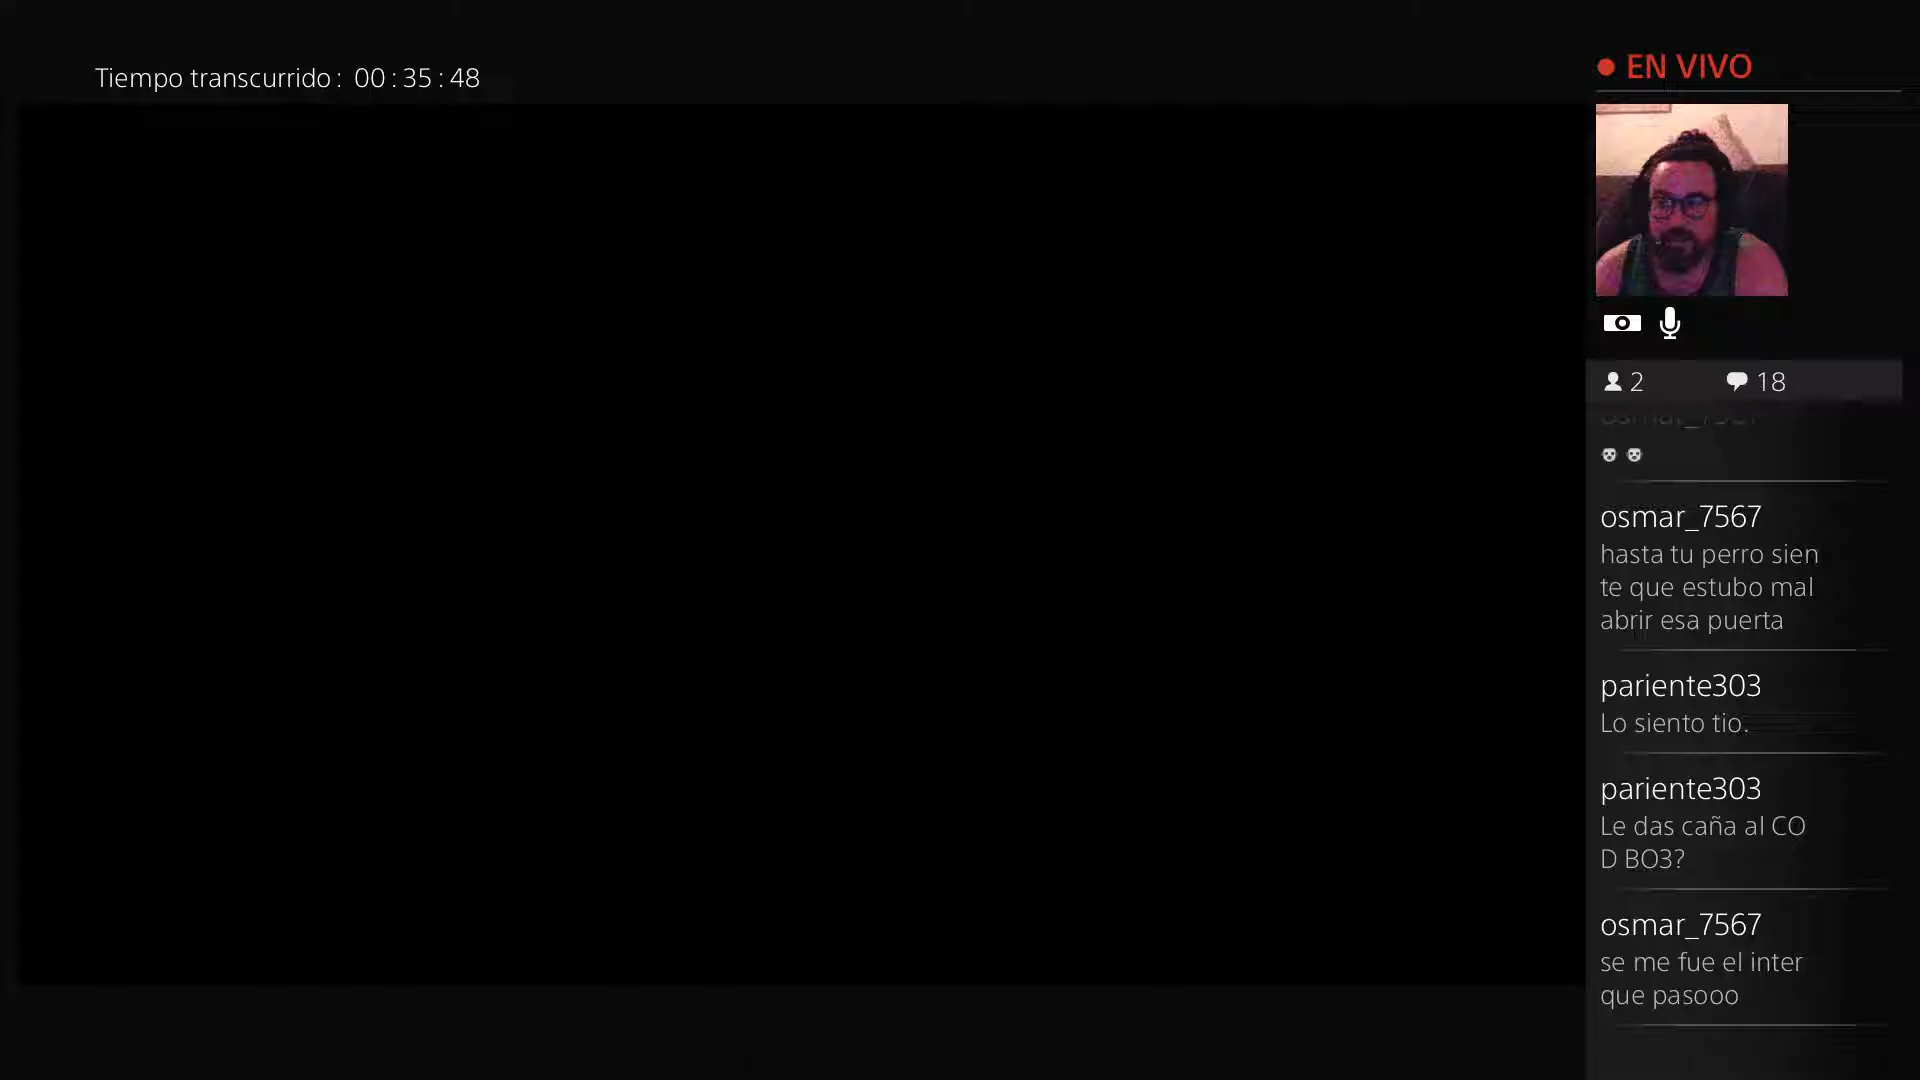 Tiempo transcurrido: 00:35:48
EN VIVO
2
18
osmar_7567
hasta tu perro sien
te que estubo mal
abrir esa puerta
pariente303
Lo siento tio.
pariente303
Le das caña al CO
D BO3?
osmar_7567
se me fue el inter
que pasooo